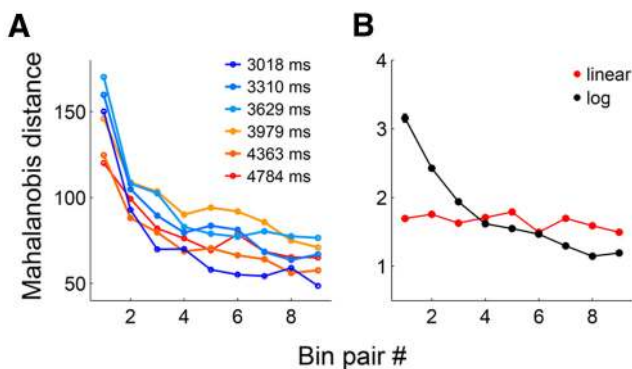 A
B
Mahalanobis distance
150
100
50
3018 ms
3310 ms
3629 ms
3979 ms
4363 ms
4784 ms
2
4
6
8
4
3
2
1
linear
log
2
4
6
8
Bin pair #